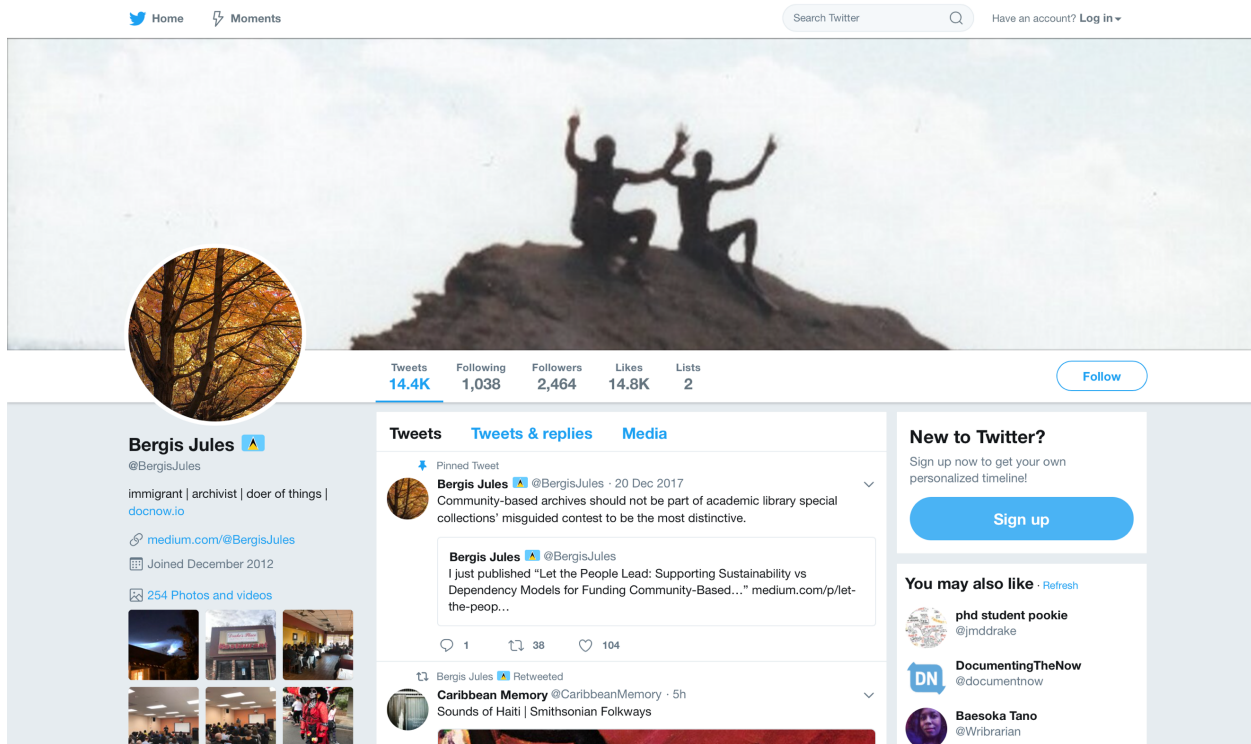 Home
Moments
Search Twitter
Have an account? Log in
Tweets
14.4K
Following
1,038
Followers
2,464
Likes
14.8K
Lists
2
Follow
Bergis Jules
@BergisJules
immigrant | archivist | doer of things |
docnow.io
medium.com/@BergisJules
Joined December 2012
254 Photos and videos
Tweets
Tweets & replies
Media
Pinned Tweet
Bergis Jules @BergisJules · 20 Dec 2017
Community-based archives should not be part of academic library special
collections’ misguided contest to be the most distinctive.
Bergis Jules @BergisJules
I just published “Let the People Lead: Supporting Sustainability vs
Dependency Models for Funding Community-Based…” medium.com/p/let-
the-peop…
1
38
104
Bergis Jules Retweeted
Caribbean Memory @CaribbeanMemory · 5h
Sounds of Haiti | Smithsonian Folkways
New to Twitter?
Sign up now to get your own
personalized timeline!
Sign up
You may also like · Refresh
phd student pookie
@jmddrake
DN
DocumentingTheNow
@documentnow
Baesoka Tano
@Wribrarian